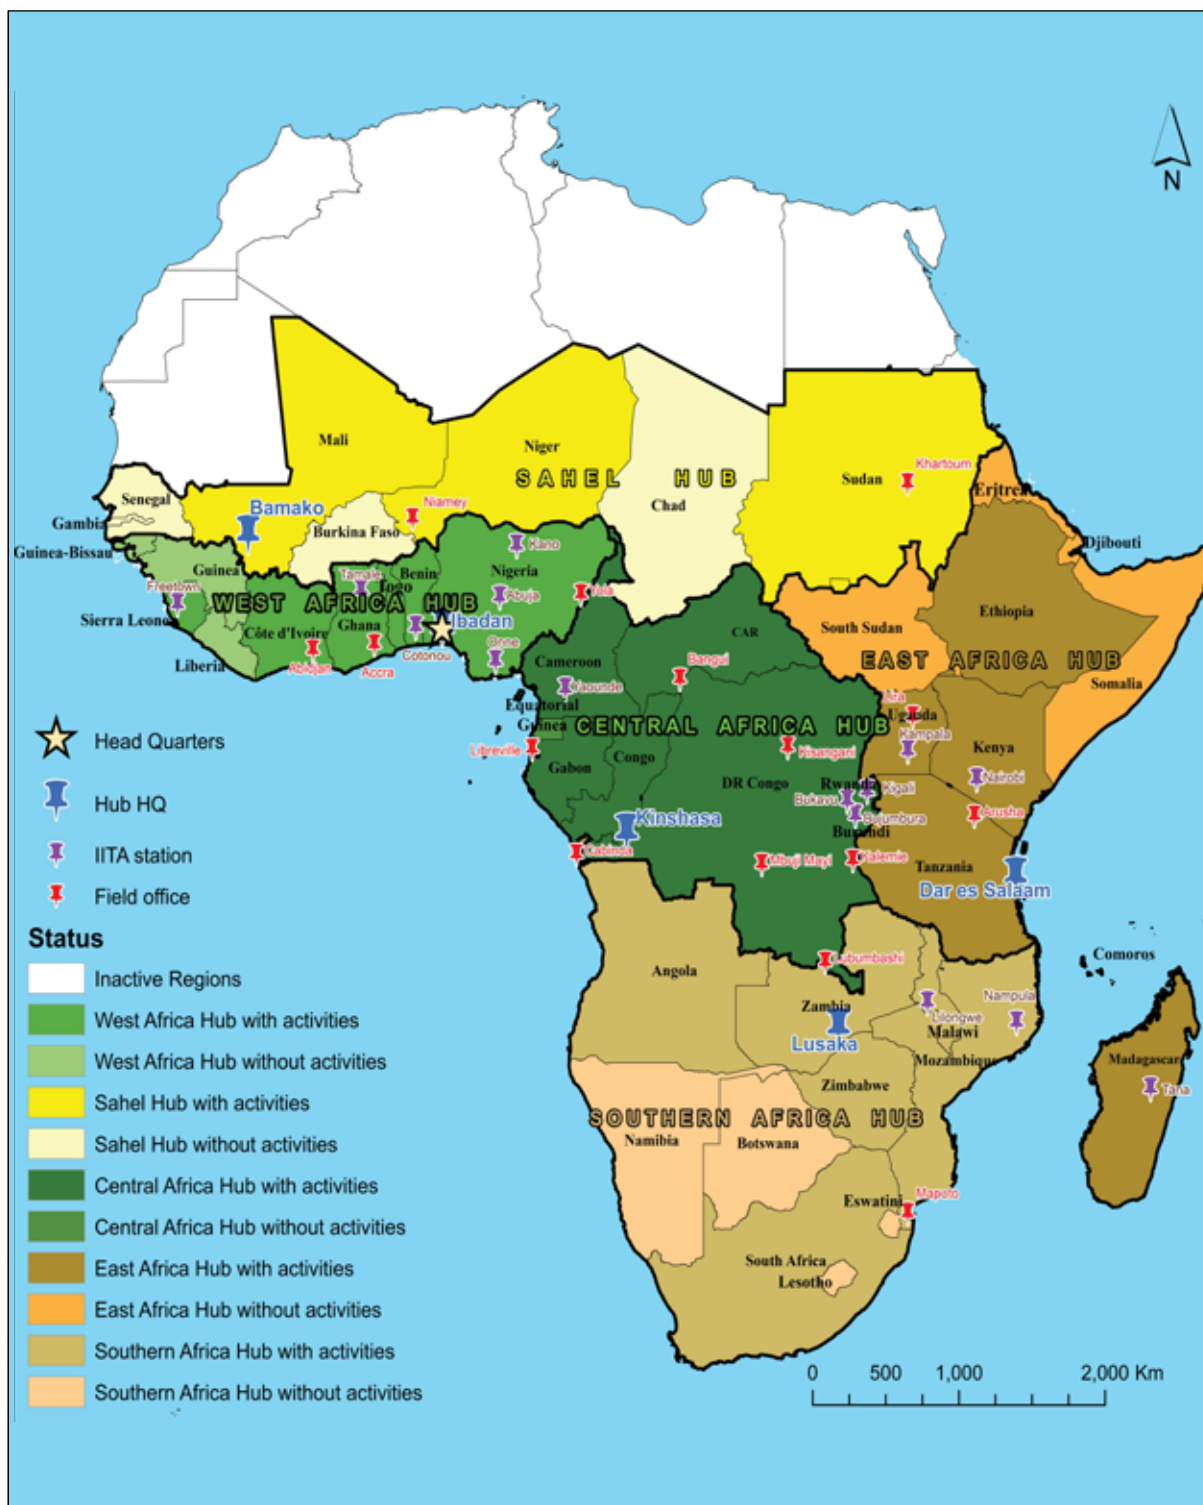 N
Mali
Niger
SAHEL HUB
Sudan
Khartoum
Chad
Senegal
Gambia
Guinea-Bissau
Bamako
Burkina Faso
Niamey
Eritrea
Djibouti
Guinea
Freetown
Sierra Leone
Liberia
WEST AFRICA HUB
Côte d'Ivoire
Abidjan
Tamale
Togo
Ghana
Accra
Benin
Cotonou
Ibadan
Nigeria
Kano
Abuja
Yola
Onne
Ethiopia
South Sudan
EAST AFRICA HUB
Somalia
CAR
Bangui
Cameroon
Yaounde
Equatorial
Guinea
CENTRAL AFRICA HUB
Libreville
Gabon
Congo
Kisangani
DR Congo
Lira
Uganda
Kampala
Kenya
Nairobi
Rwanda
Kigali
Bukavu
Bujumbura
Burundi
Arusha
Kinshasa
Cabinda
Mbuji Mayi
Kalemie
Tanzania
Dar es Salaam
Comoros
Angola
Lubumbashi
Zambia
Lusaka
Lilongwe
Malawi
Nampula
Mozambique
Madagascar
Tana
Zimbabwe
SOUTHERN AFRICA HUB
Namibia
Botswana
Eswatini
Maputo
South Africa
Lesotho
Head Quarters
Hub HQ
IITA station
Field office
Status
Inactive Regions
West Africa Hub with activities
West Africa Hub without activities
Sahel Hub with activities
Sahel Hub without activities
Central Africa Hub with activities
Central Africa Hub without activities
East Africa Hub with activities
East Africa Hub without activities
Southern Africa Hub with activities
Southern Africa Hub without activities
0 500 1,000 2,000 Km